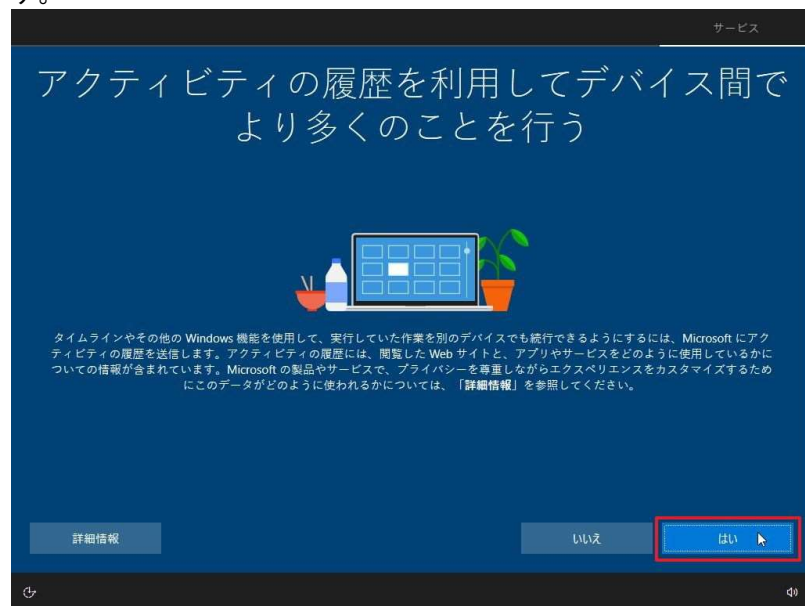 す。
サービス
アクティビティの履歴を利用してデバイス間で
より多くのことを行う
タイムラインやその他の Windows 機能を使用して、実行していた作業を別のデバイスでも続行できるようにするには、Microsoft にアク
ティビティの履歴を送信します。アクティビティの履歴には、閲覧した Web サイトと、アプリやサービスをどのように使用しているかに
ついての情報が含まれています。Microsoft の製品やサービスで、プライバシーを尊重しながらエクスペリエンスをカスタマイズするため
にこのデータがどのように使われるかについては、「詳細情報」を参照してください。
詳細情報
いいえ
はい